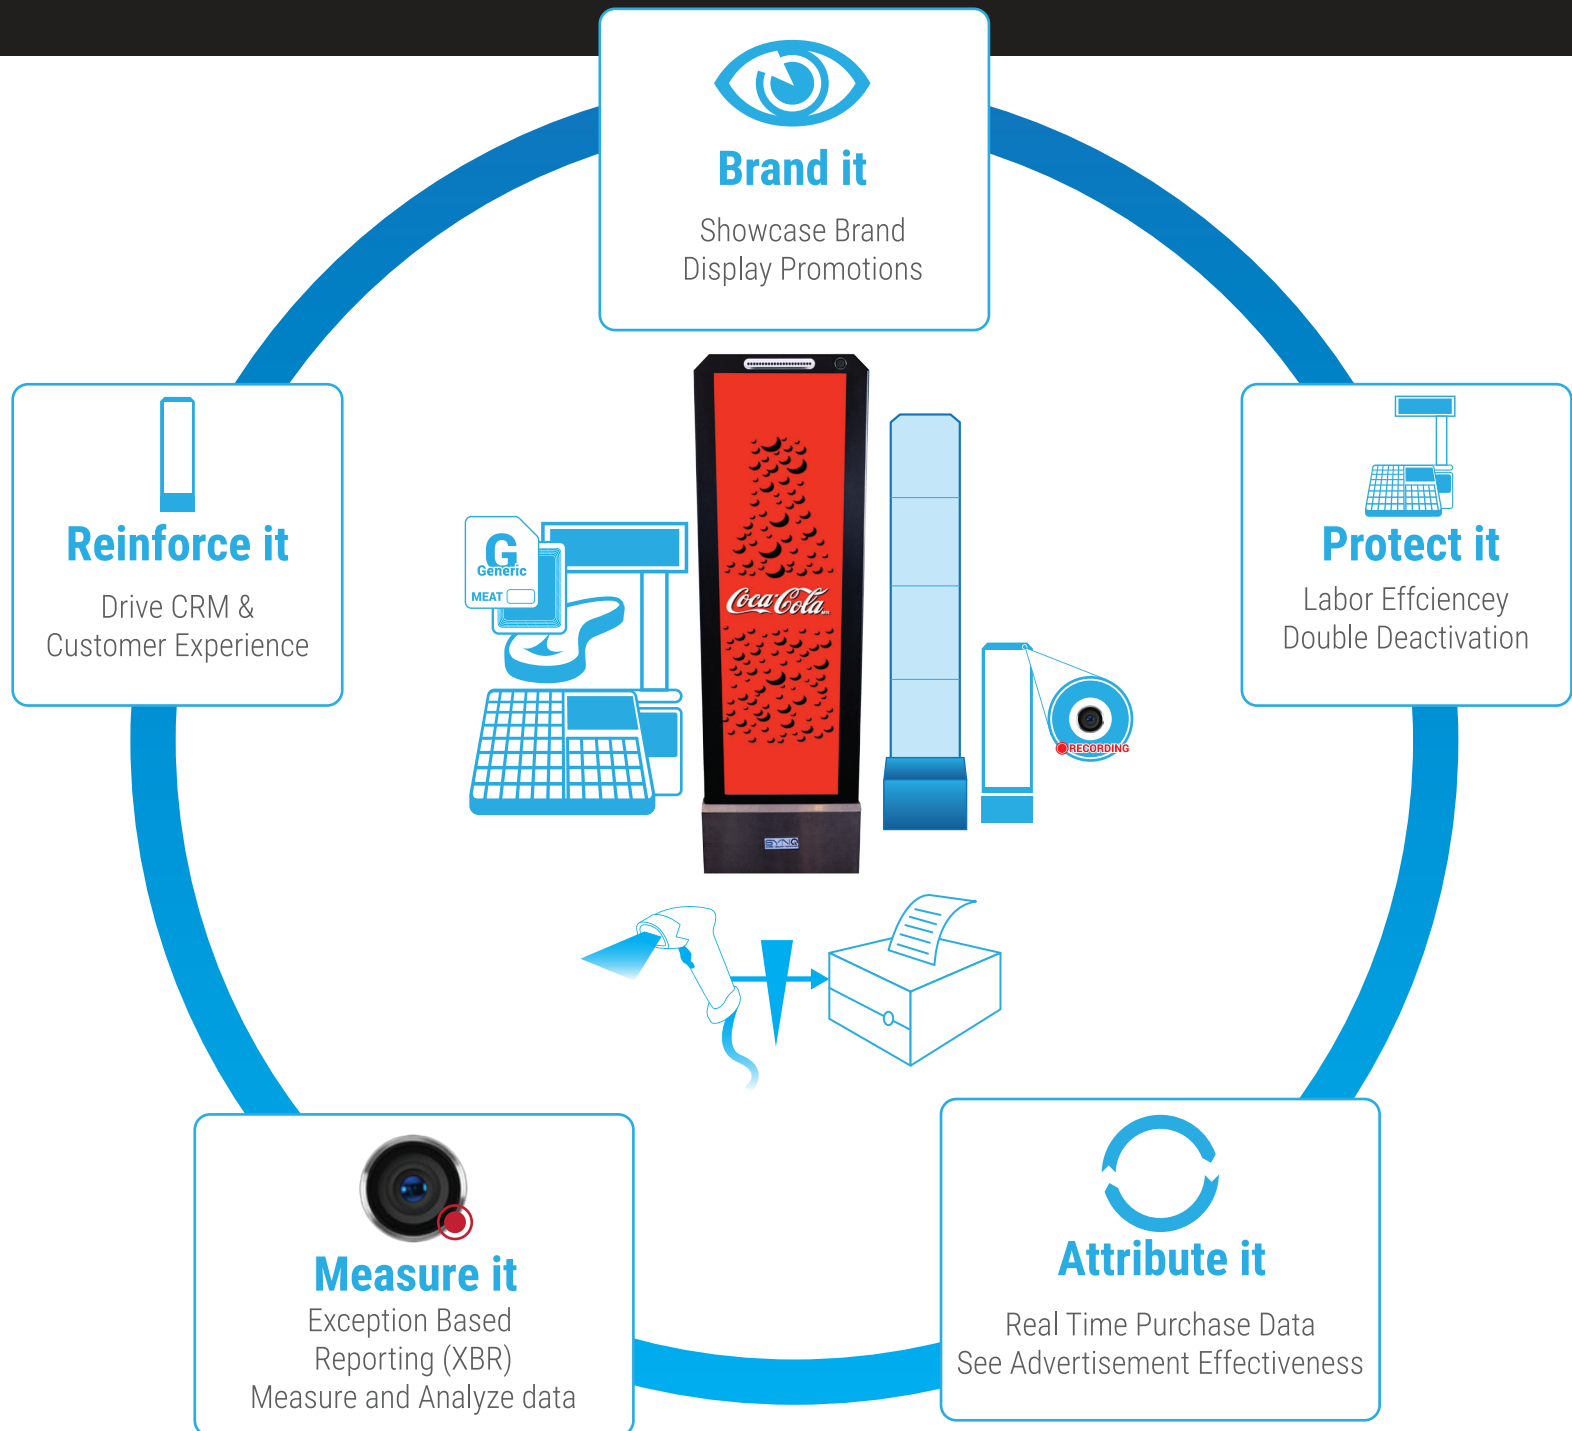 Brand it
Showcase Brand
Display Promotions
Reinforce it
Drive CRM &
Customer Experience
Protect it
Labor Effciencey
Double Deactivation
G
Generic
MEAT
Coca-Cola
RECORDING
SYNQ
Measure it
Exception Based
Reporting (XBR)
Measure and Analyze data
Attribute it
Real Time Purchase Data
See Advertisement Effectiveness